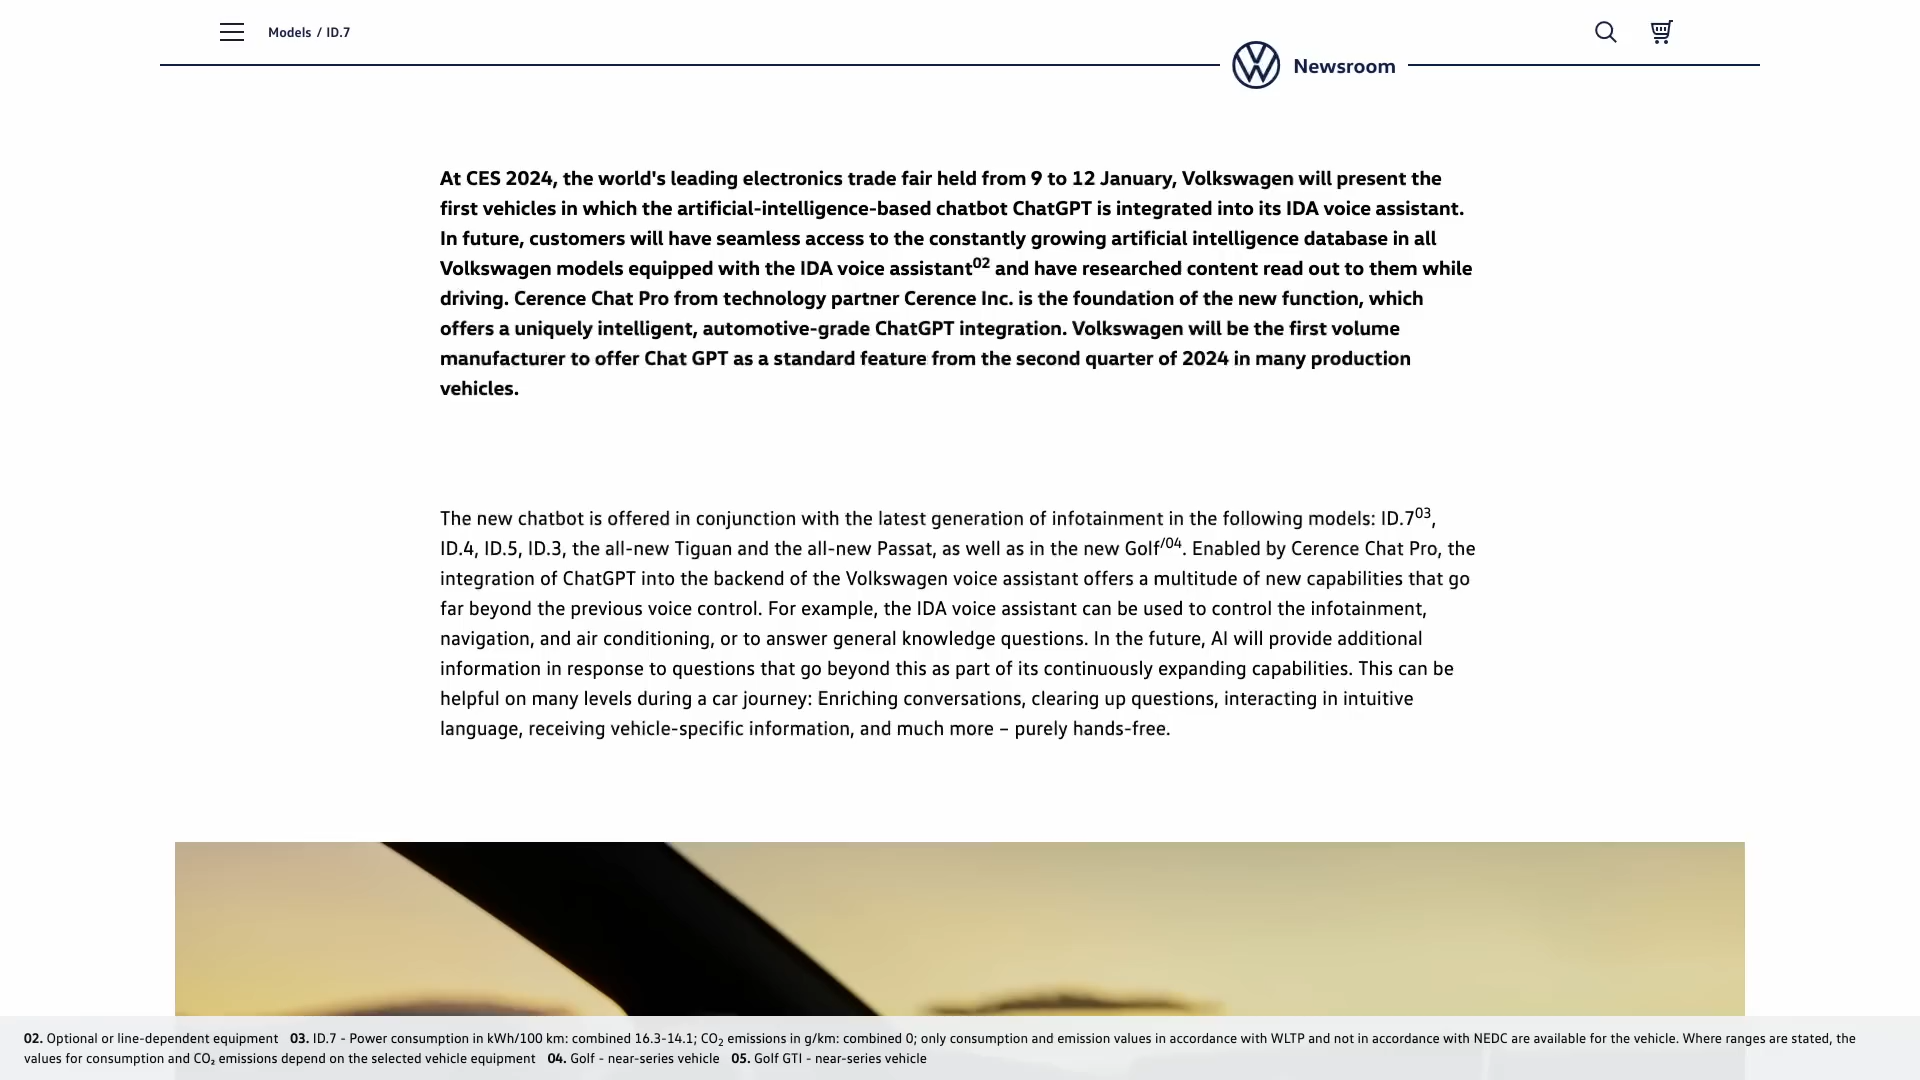 Models / ID.7
Newsroom
At CES 2024, the world's leading electronics trade fair held from 9 to 12 January, Volkswagen will present the
first vehicles in which the artificial-intelligence-based chatbot ChatGPT is integrated into its IDA voice assistant.
In future, customers will have seamless access to the constantly growing artificial intelligence database in all
Volkswagen models equipped with the IDA voice assistant02 and have researched content read out to them while
driving. Cerence Chat Pro from technology partner Cerence Inc. is the foundation of the new function, which
offers a uniquely intelligent, automotive-grade ChatGPT integration. Volkswagen will be the first volume
manufacturer to offer Chat GPT as a standard feature from the second quarter of 2024 in many production
vehicles.
The new chatbot is offered in conjunction with the latest generation of infotainment in the following models: ID.703,
ID.4, ID.5, ID.3, the all-new Tiguan and the all-new Passat, as well as in the new Golf/04. Enabled by Cerence Chat Pro, the
integration of ChatGPT into the backend of the Volkswagen voice assistant offers a multitude of new capabilities that go
far beyond the previous voice control. For example, the IDA voice assistant can be used to control the infotainment,
navigation, and air conditioning, or to answer general knowledge questions. In the future, AI will provide additional
information in response to questions that go beyond this as part of its continuously expanding capabilities. This can be
helpful on many levels during a car journey: Enriching conversations, clearing up questions, interacting in intuitive
language, receiving vehicle-specific information, and much more – purely hands-free.
02. Optional or line-dependent equipment 03. ID.7 - Power consumption in kWh/100 km: combined 16.3-14.1; CO2 emissions in g/km: combined 0; only consumption and emission values in accordance with WLTP and not in accordance with NEDC are available for the vehicle. Where ranges are stated, the
values for consumption and CO₂ emissions depend on the selected vehicle equipment 04. Golf - near-series vehicle 05. Golf GTI - near-series vehicle